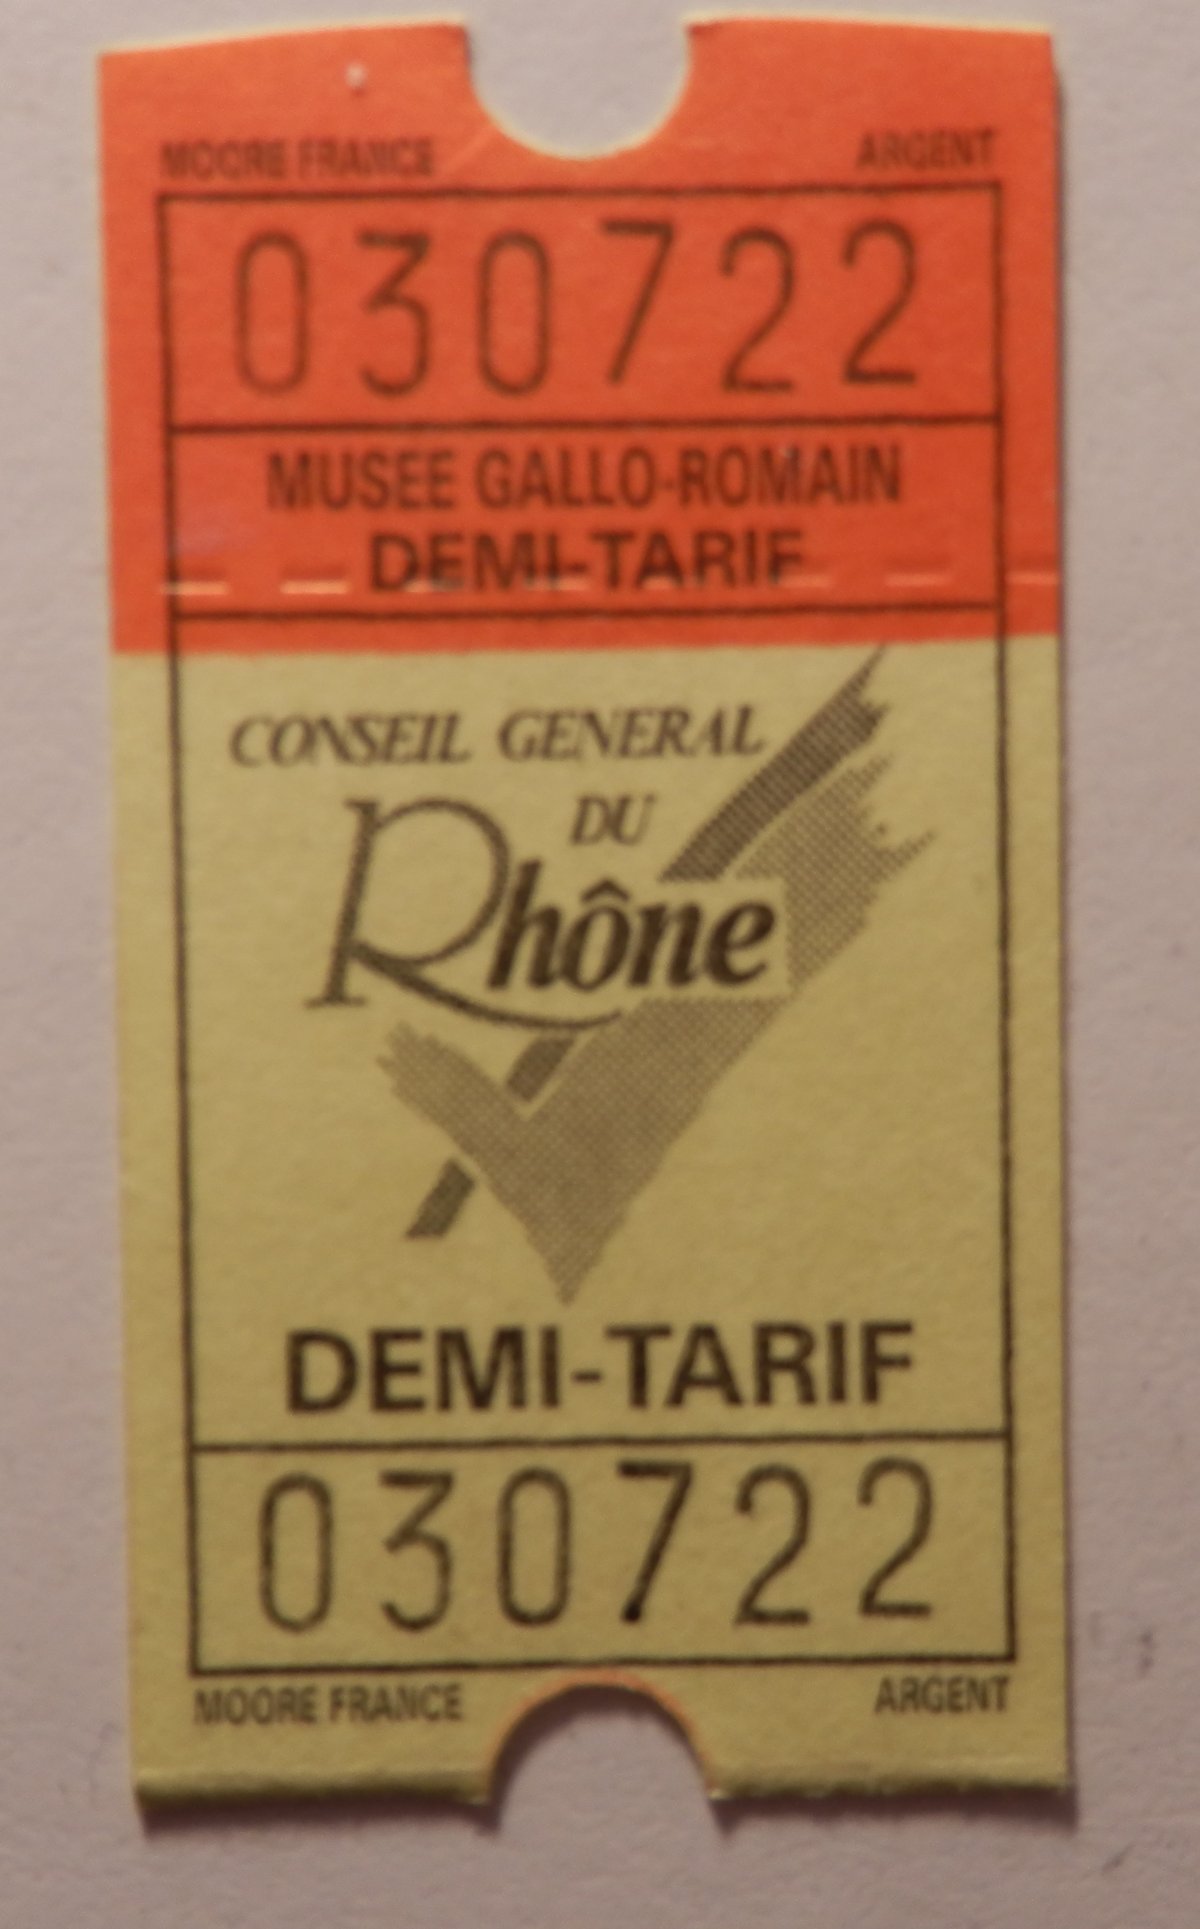 MOORE FRANCE ARGENT
030722
MUSEE GALLO-ROMAIN
DEMI-TARIF
CONSEIL GENERAL
DU
Rhône
DEMI-TARIF
030722
MOORE FRANCE ARGENT